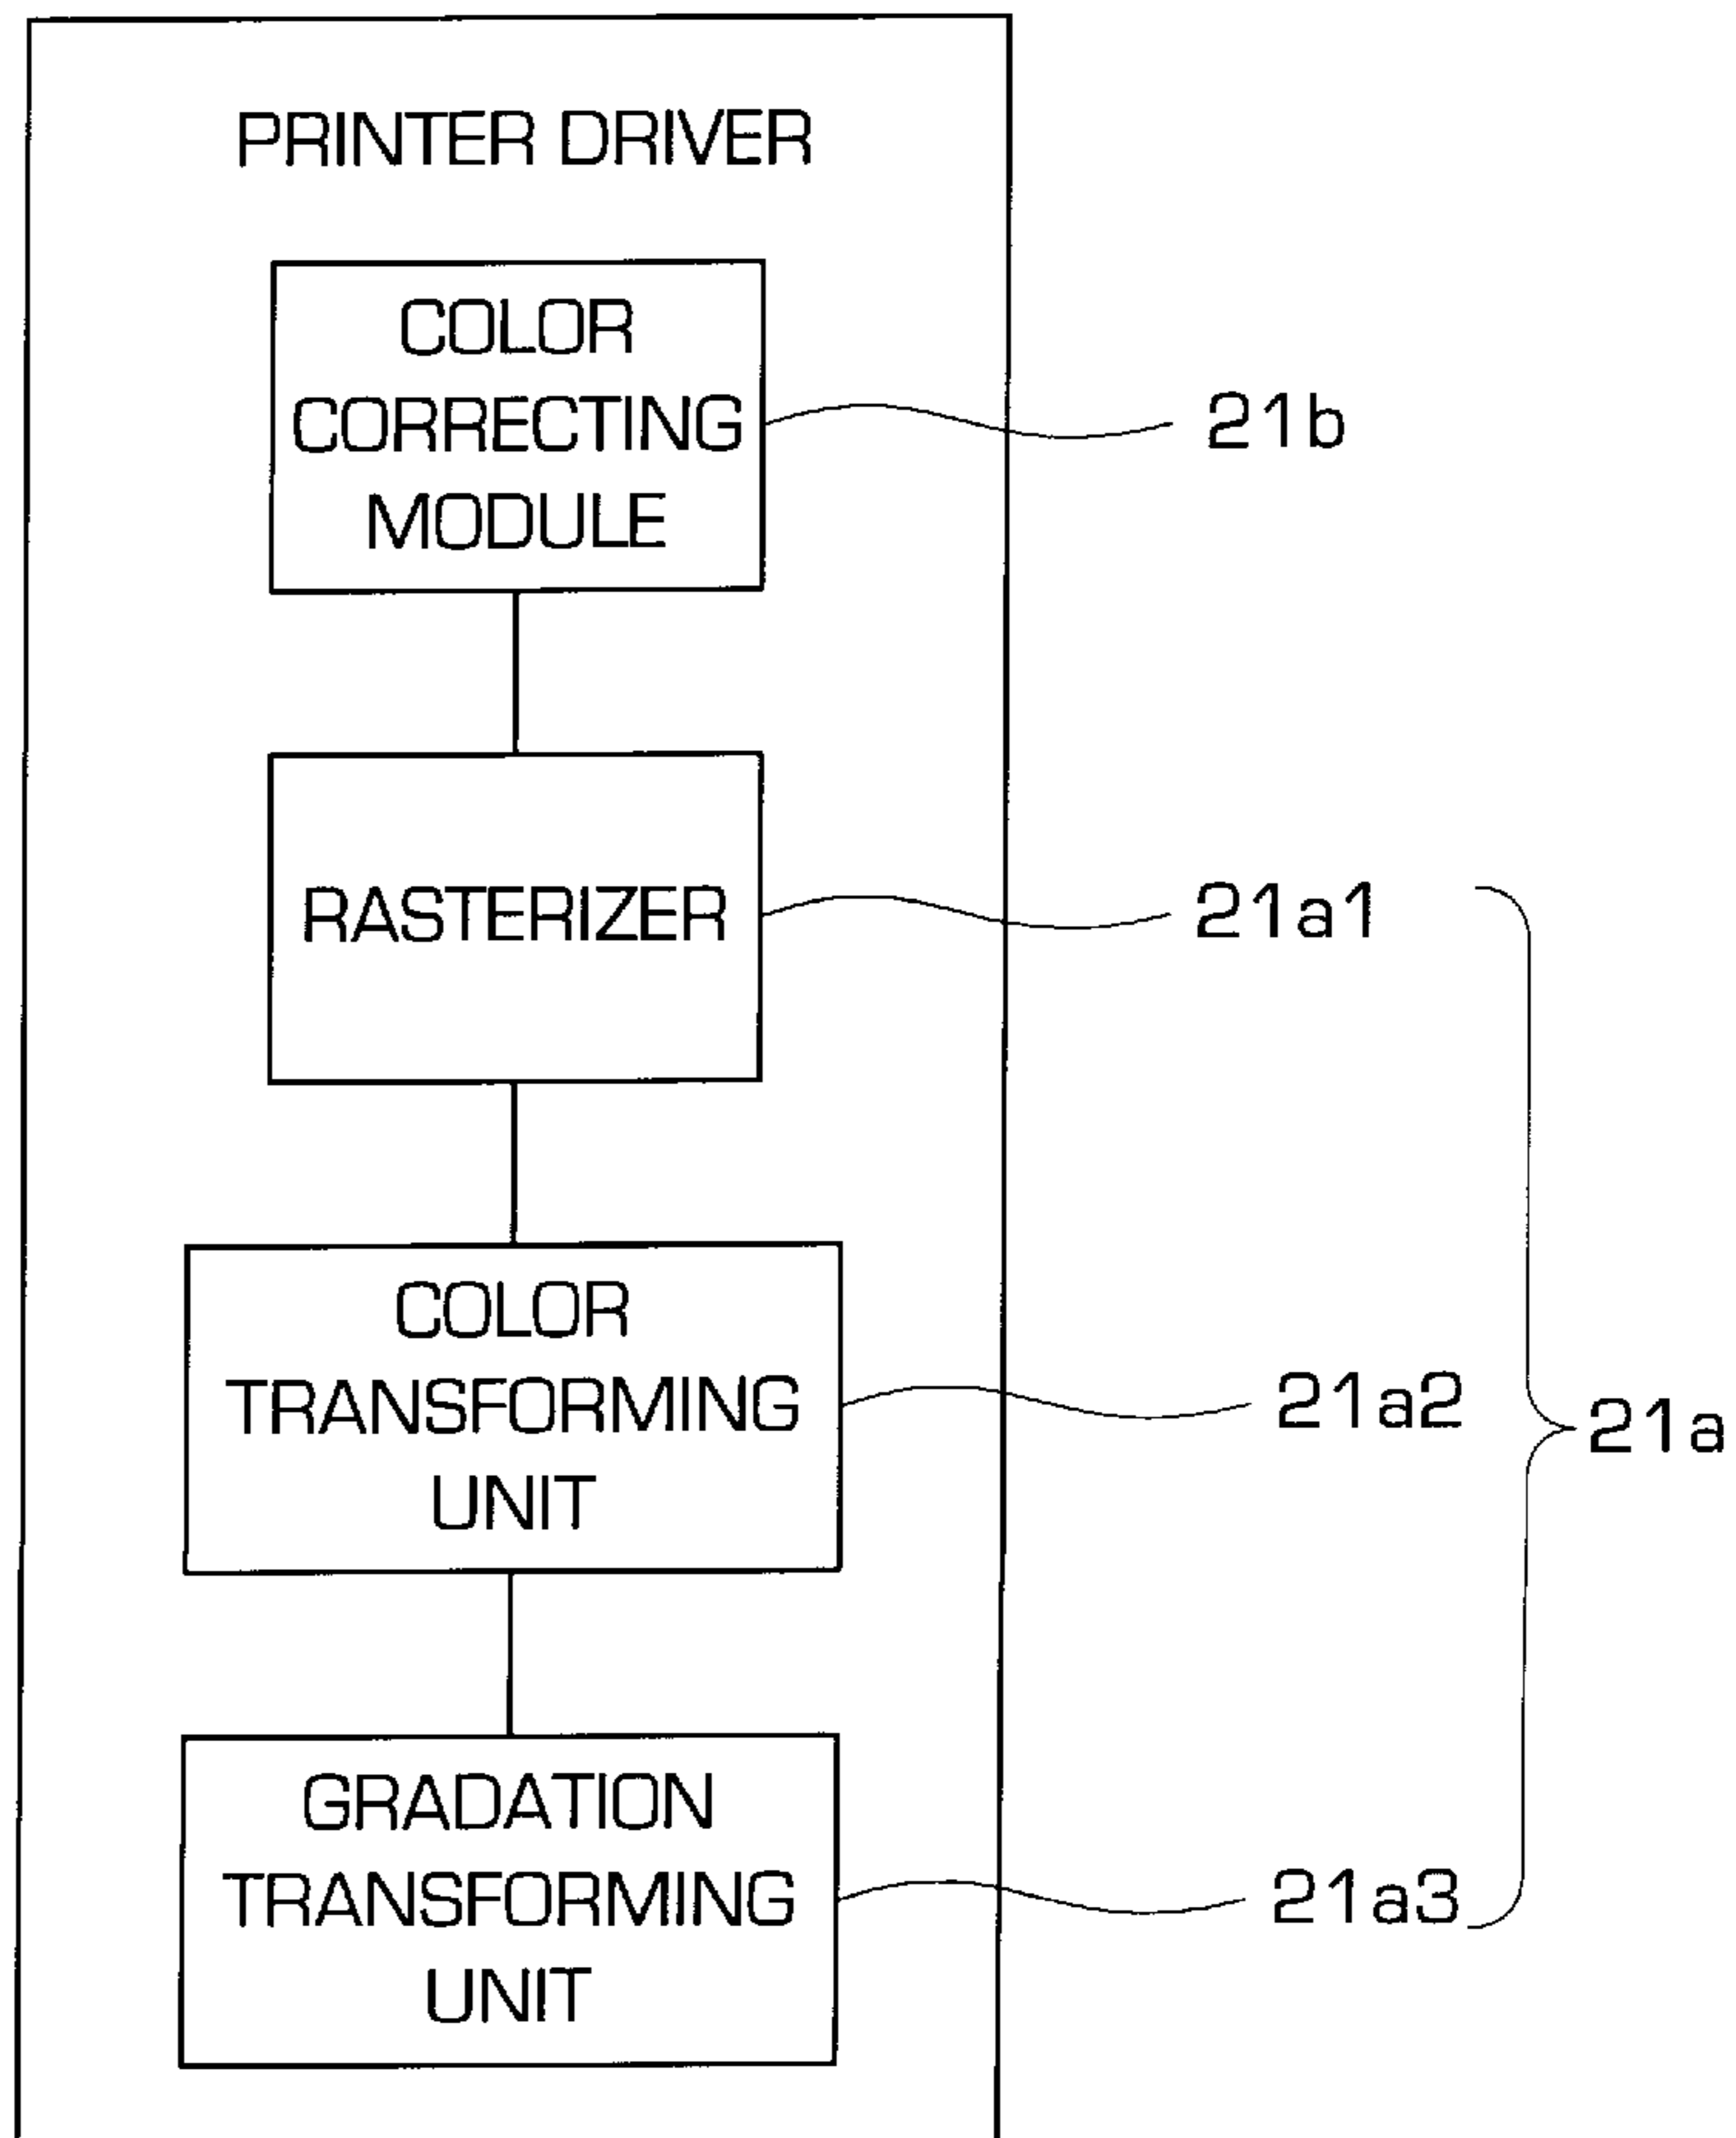 PRINTER DRIVER
COLOR
CORRECTING
MODULE
21b
RASTERIZER
21a1
COLOR
TRANSFORMING
UNIT
21a2
21a
GRADATION
TRANSFORMING
UNIT
21a3